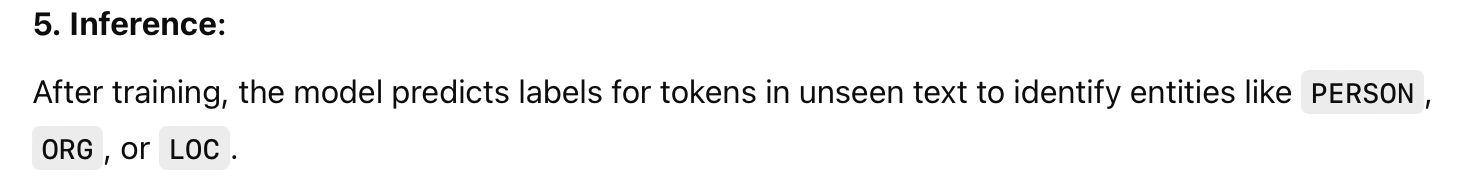 5. Inference:
After training, the model predicts labels for tokens in unseen text to identify entities like PERSON,
ORG, or LOC.